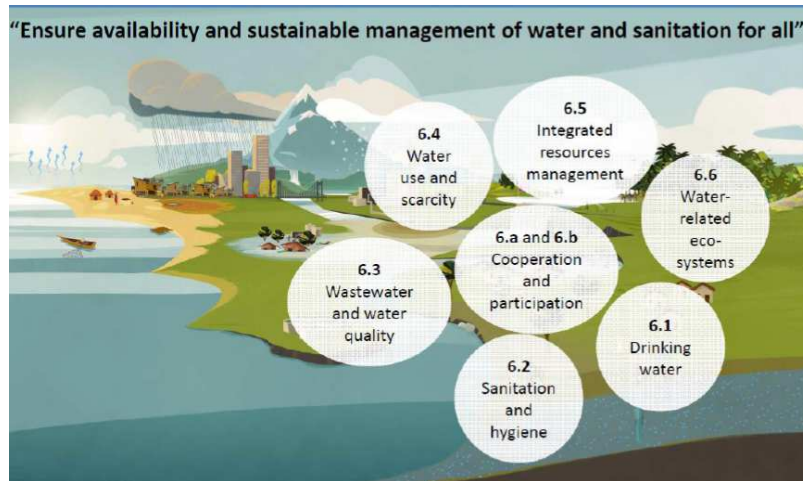 “Ensure availability and sustainable management of water and sanitation for all”
6.5
Integrated
resources
management
6.4
Water
use and
scarcity
6.6
Water-
related
eco-
systems
6.a and 6.b
Cooperation
and
participation
6.3
Wastewater
and water
quality
6.1
Drinking
water
6.2
Sanitation
and
hygiene